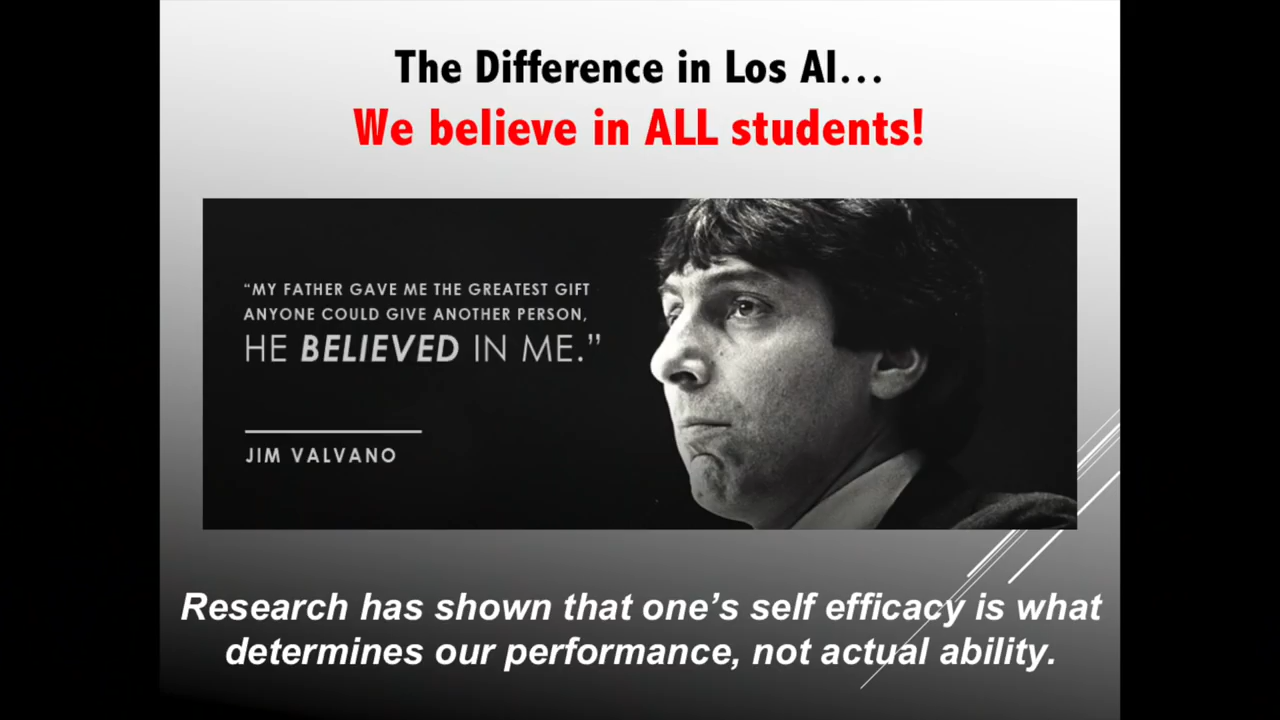 The Difference in Los Al…
We believe in ALL students!
“MY FATHER GAVE ME THE GREATEST GIFT
ANYONE COULD GIVE ANOTHER PERSON,
HE BELIEVED IN ME.”
JIM VALVANO
Research has shown that one’s self efficacy is what
determines our performance, not actual ability.